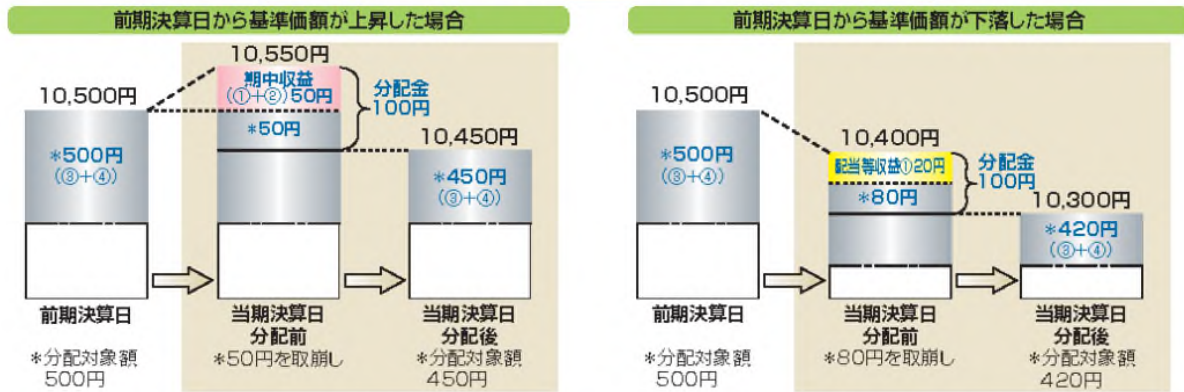 前期決算日から基準価額が上昇した場合
10,550円
10,500円
期中収益
(①+②)50円
分配金
100円
*50円
10,450円
*500円
(③+④)
*450円
(③+④)
前期決算日
当期決算日
分配前
当期決算日
分配後
*分配対象額
500円
*50円を取崩し
*分配対象額
450円
前期決算日から基準価額が下落した場合
10,500円
10,400円
*500円
(③+④)
配当等収益①20円
分配金
100円
*80円
10,300円
*420円
(③+④)
前期決算日
当期決算日
分配前
当期決算日
分配後
*分配対象額
500円
*80円を取崩し
*分配対象額
420円